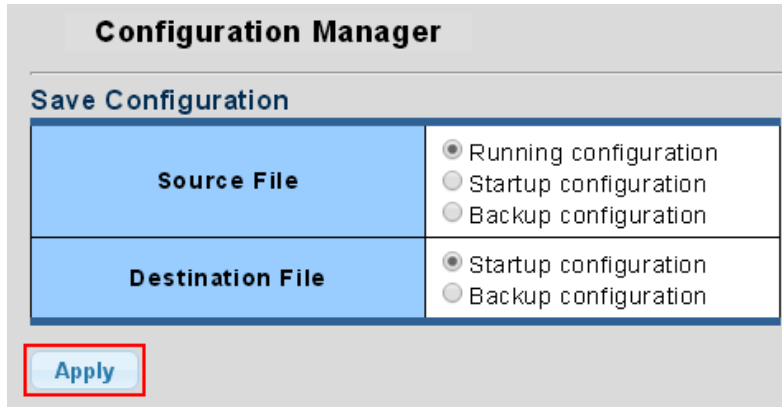 Configuration Manager
Save Configuration
Source File
Running configuration
Startup configuration
Backup configuration
Destination File
Startup configuration
Backup configuration
Apply